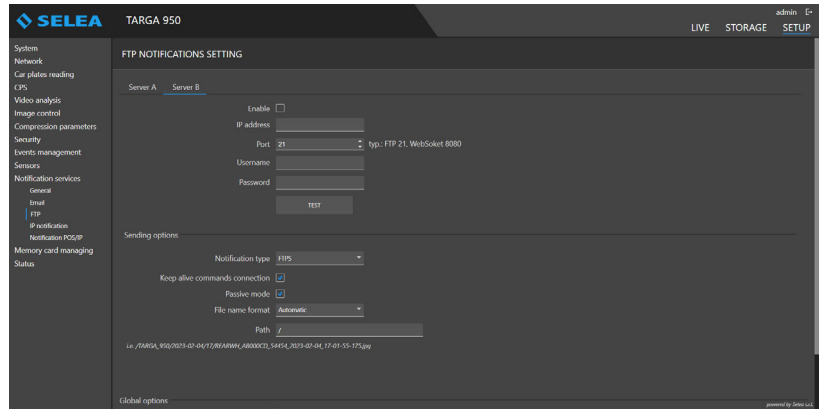 SELEA
TARGA 950
admin
LIVE STORAGE SETUP
System
Network
Car plates reading
CPS
Video analysis
Image control
Compression parameters
Security
Events management
Sensors
Notification services
General
Email
FTP
IP notification
Notification POS/IP
Memory card managing
Status
FTP NOTIFICATIONS SETTING
Server A Server B
Enable
IP address
Port 21 typ.: FTP 21, WebSoket 8080
Username
Password
TEST
Sending options
Notification type FTPS
Keep alive commands connection
Passive mode
File name format Automatic
Path /
i.e. /TARGA_950/2023-02-04/17/REARWH_AB000CD_54454_2023-02-04_17-01-55-175.jpg
Global options
powered by Selea s.r.l.